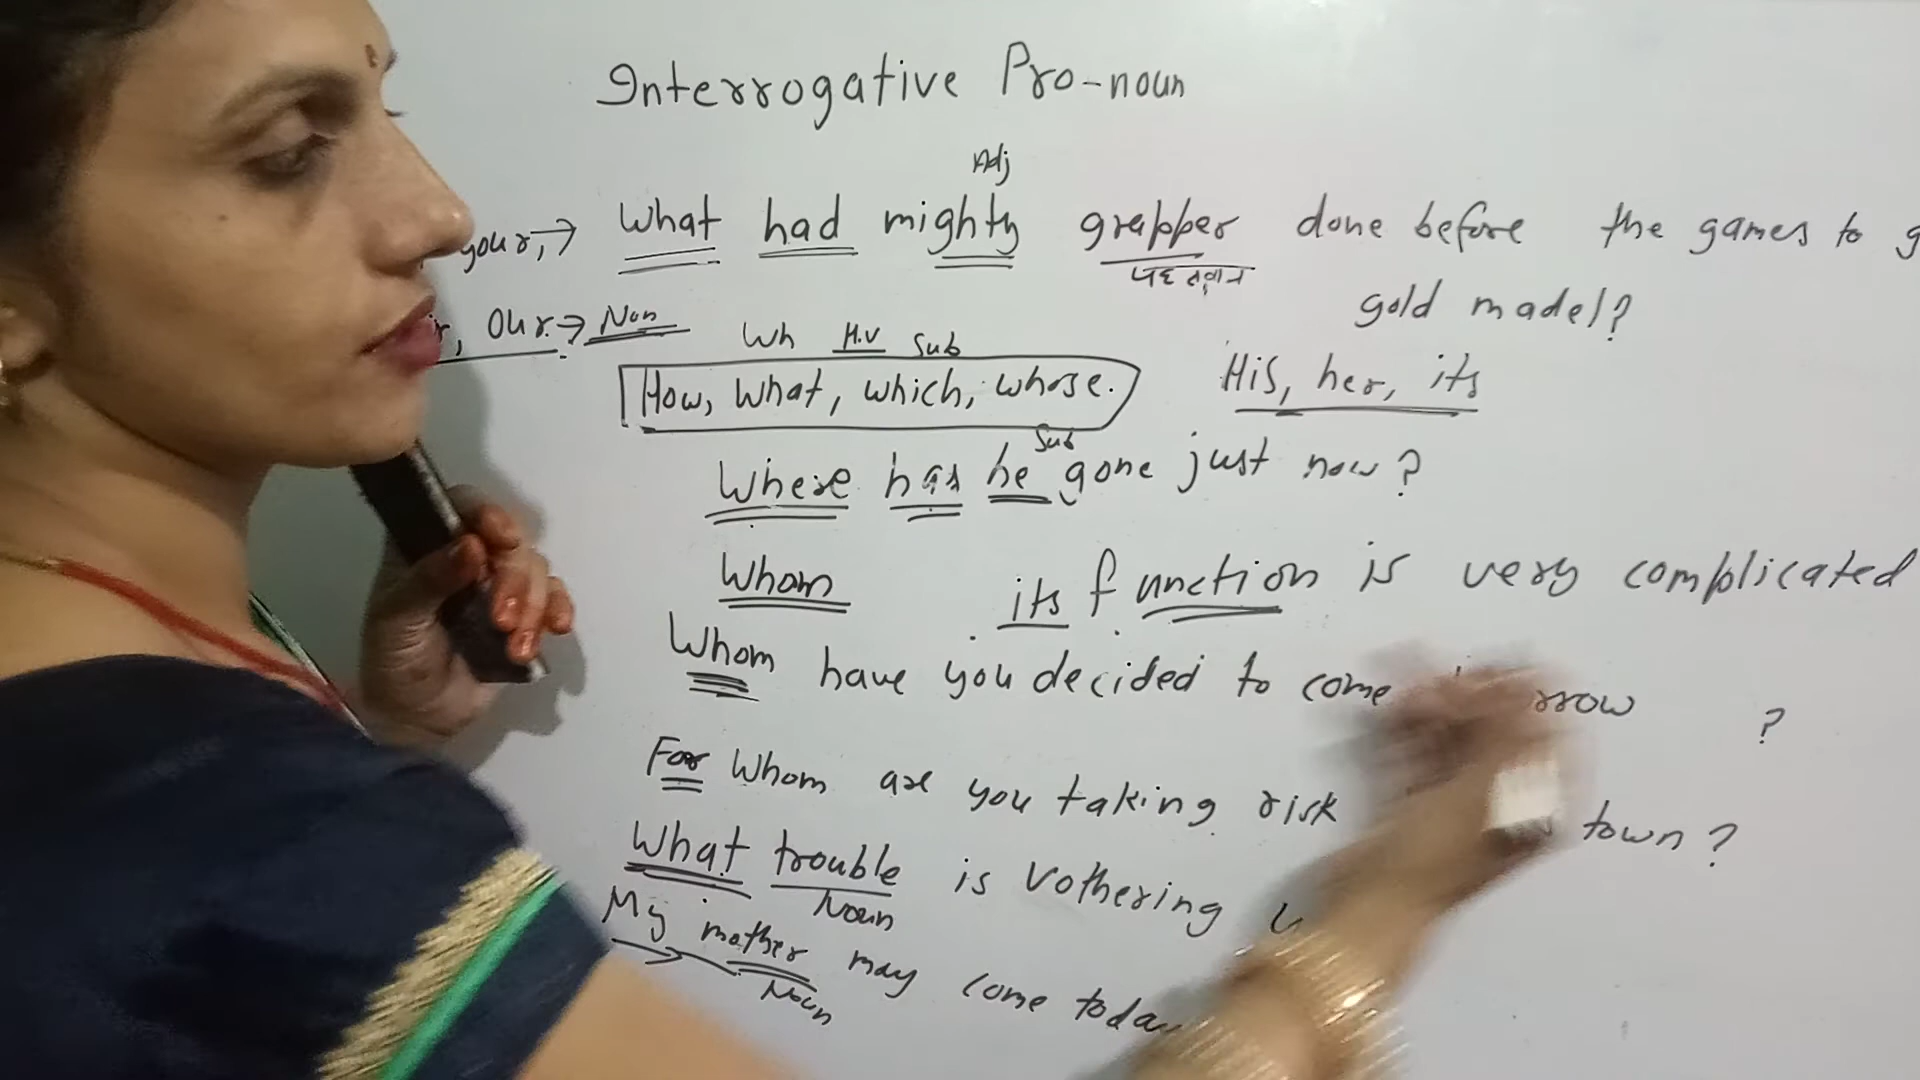 Interrogative Pro-noun
Adj
your, → What had mighty grapper done before the games to g
पहलवान
gold madel?
, Our → Non
Wh H.V Sub
How, What, which, whose.
His, her, its
Sub
Where has he gone just now?
Whom
its function is very complicated
Whom have you decided to come rrow ?
For Whom are you taking risk town?
What trouble is Vothering
Noun
My mother may come today
Noun